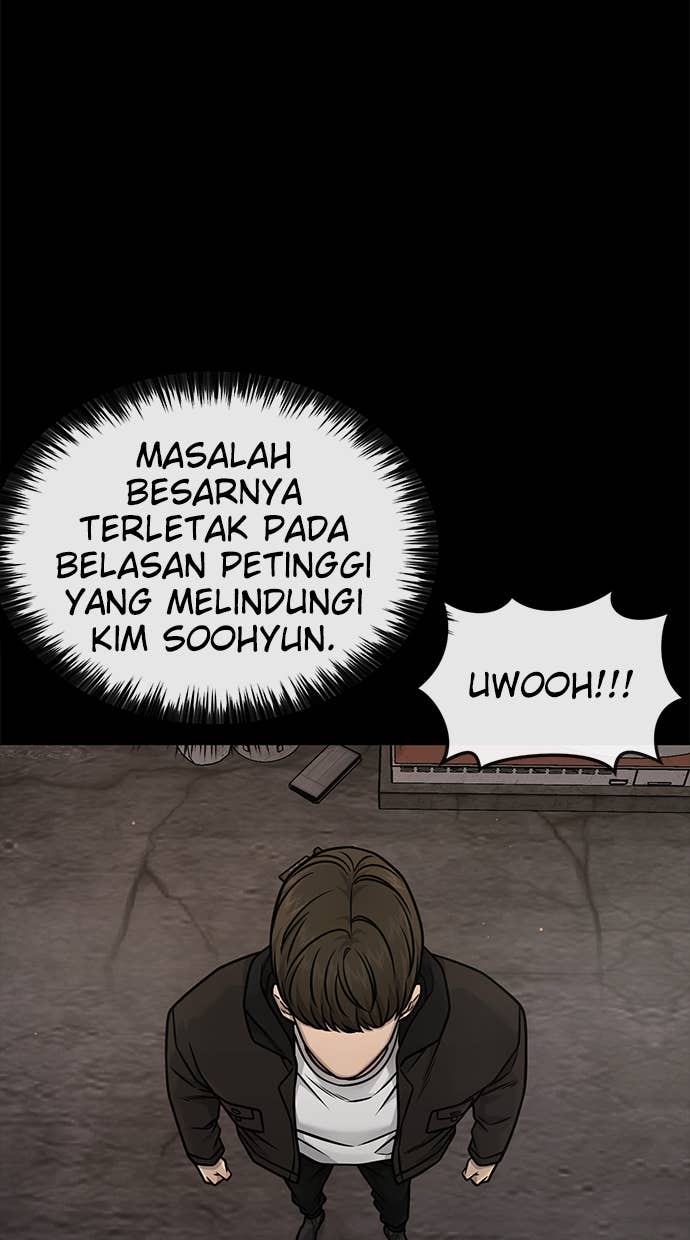 MASALAH
BESARNYA
TERLETAK PADA
BELASAN PETINGGI
YANG MELINDUNGI
KIM SOOHYUN.
UWOOH!!!